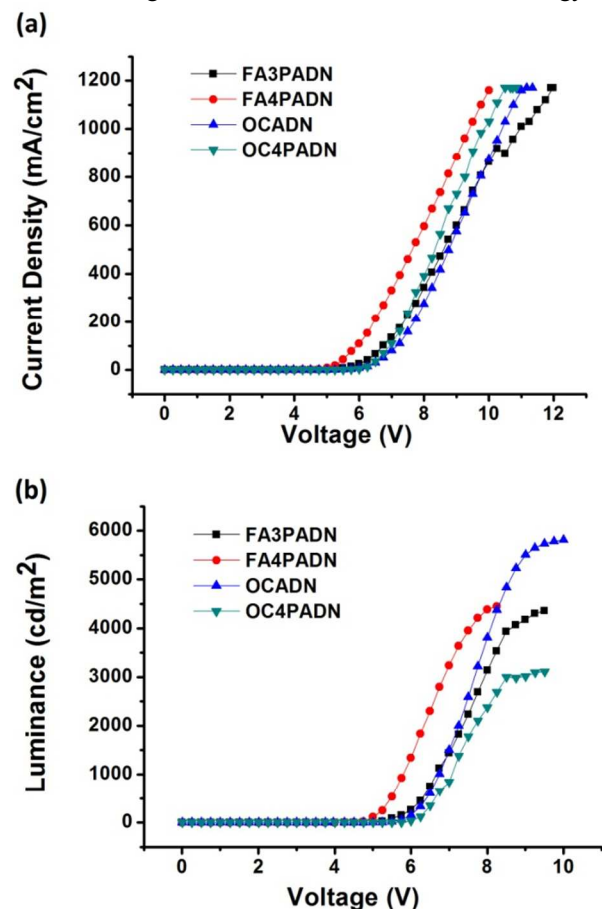 (a)
FA3PADN
FA4PADN
OCADN
OC4PADN
1200
1000
800
600
400
200
0
Current Density (mA/cm²)
0 2 4 6 8 10 12
Voltage (V)
(b)
FA3PADN
FA4PADN
OCADN
OC4PADN
6000
5000
4000
3000
2000
1000
0
Luminance (cd/m²)
0 2 4 6 8 10
Voltage (V)